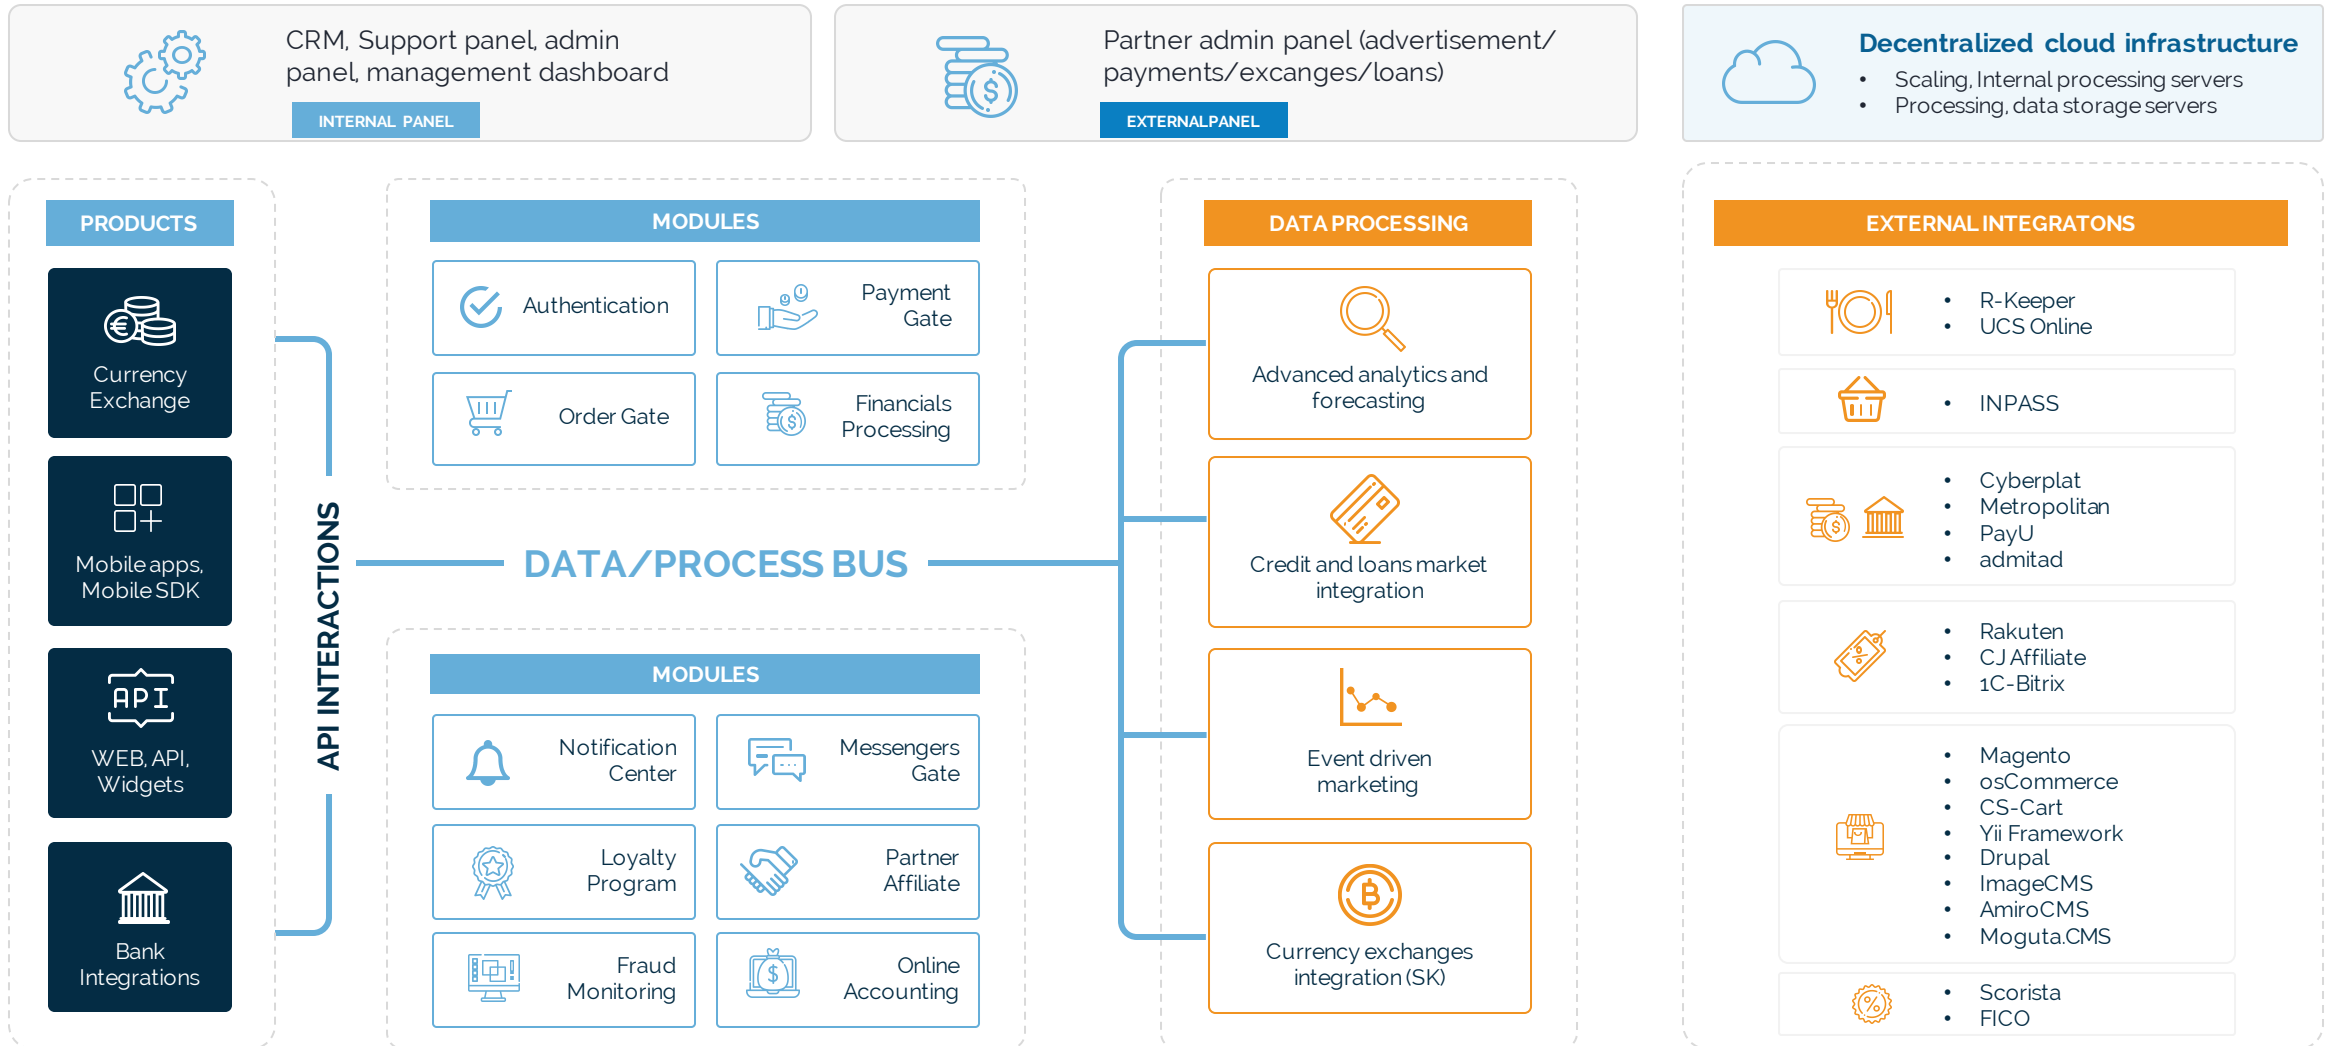 CRM, Support panel, admin
panel, management dashboard
INTERNAL PANEL
Partner admin panel (advertisement/
payments/excanges/loans)
EXTERNALPANEL
Decentralized cloud infrastructure
• Scaling, Internal processing servers
• Processing, data storage servers
PRODUCTS
Currency
Exchange
Mobile apps,
Mobile SDK
API
WEB, API,
Widgets
Bank
Integrations
API INTERACTIONS
MODULES
Authentication
Payment
Gate
Order Gate
Financials
Processing
DATA/PROCESS BUS
MODULES
Notification
Center
Messengers
Gate
Loyalty
Program
Partner
Affiliate
Fraud
Monitoring
Online
Accounting
DATA PROCESSING
Advanced analytics and
forecasting
Credit and loans market
integration
Event driven
marketing
Currency exchanges
integration (SK)
EXTERNAL INTEGRATONS
• R-Keeper
• UCS Online
• INPASS
• Cyberplat
• Metropolitan
• PayU
• admitad
• Rakuten
• CJ Affiliate
• 1C-Bitrix
• Magento
• osCommerce
• CS-Cart
• Yii Framework
• Drupal
• ImageCMS
• AmiroCMS
• Moguta.CMS
• Scorista
• FICO